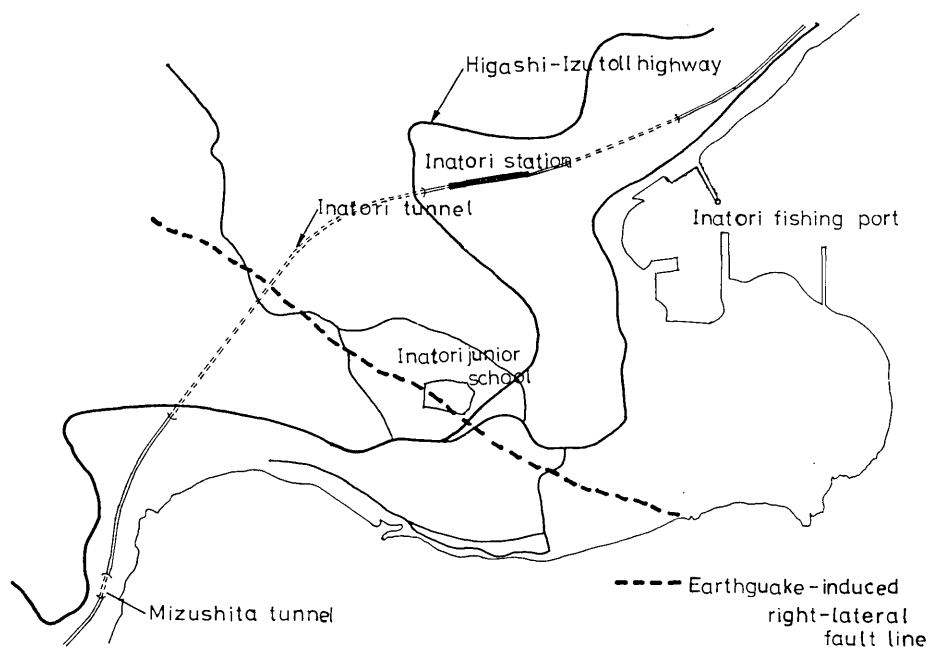 Higashi-Izu toll highway
Inatori station
Inatori tunnel
Inatori fishing port
Inatori junior
school
Earthguake-induced
right-lateral
fault line
Mizushita tunnel